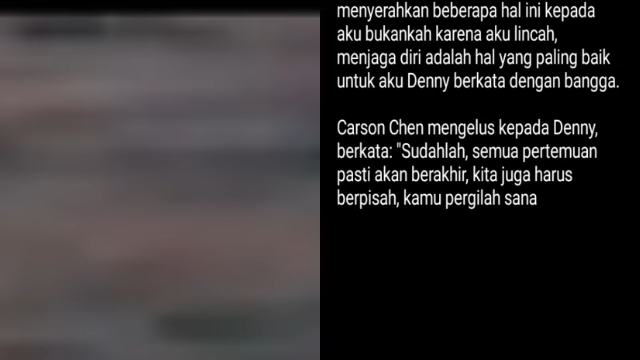 menyerahkan beberapa hal ini kepada
aku bukankah karena aku lincah,
menjaga diri adalah hal yang paling baik
untuk aku Denny berkata dengan bangga.
Carson Chen mengelus kepada Denny,
berkata: "Sudahlah, semua pertemuan
pasti akan berakhir, kita juga harus
berpisah, kamu pergilah sana